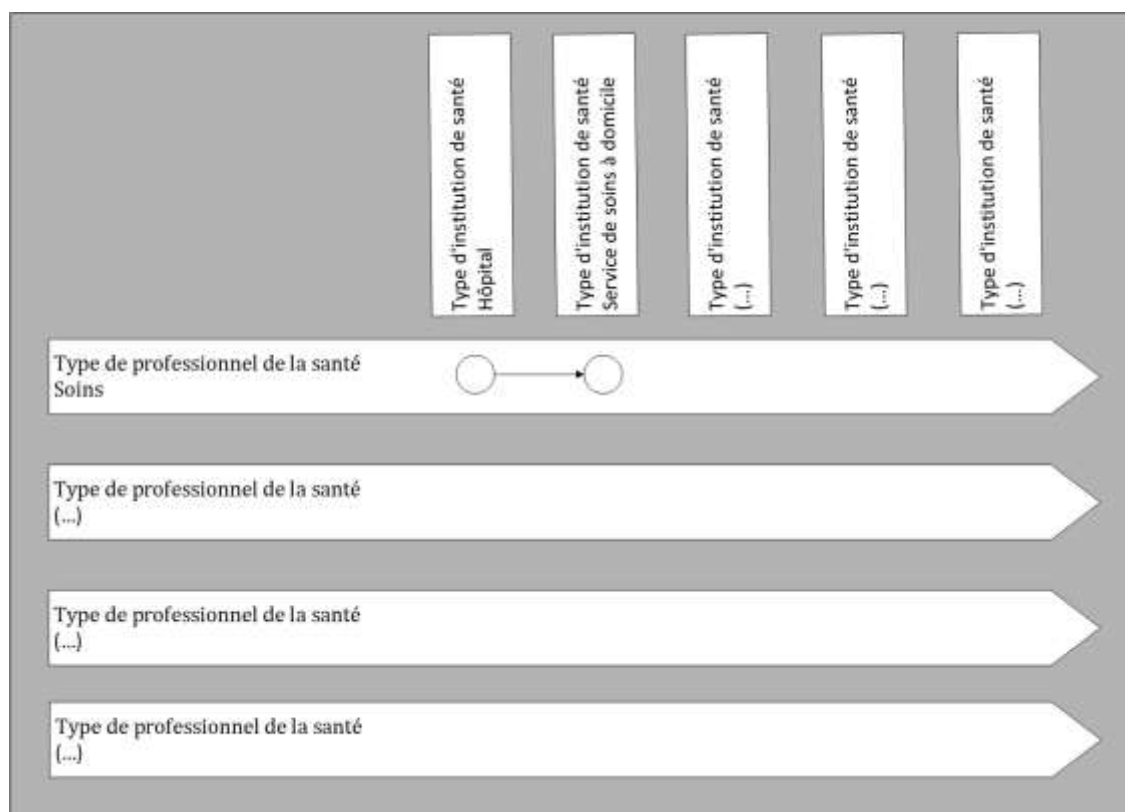 Type d'institution de santé
Hôpital
Type d'institution de santé
Service de soins à domicile
Type d'institution de santé
(...)
Type d'institution de santé
(...)
Type d'institution de santé
(...)
Type de professionnel de la santé
Soins
Type de professionnel de la santé
(...)
Type de professionnel de la santé
(...)
Type de professionnel de la santé
(...)